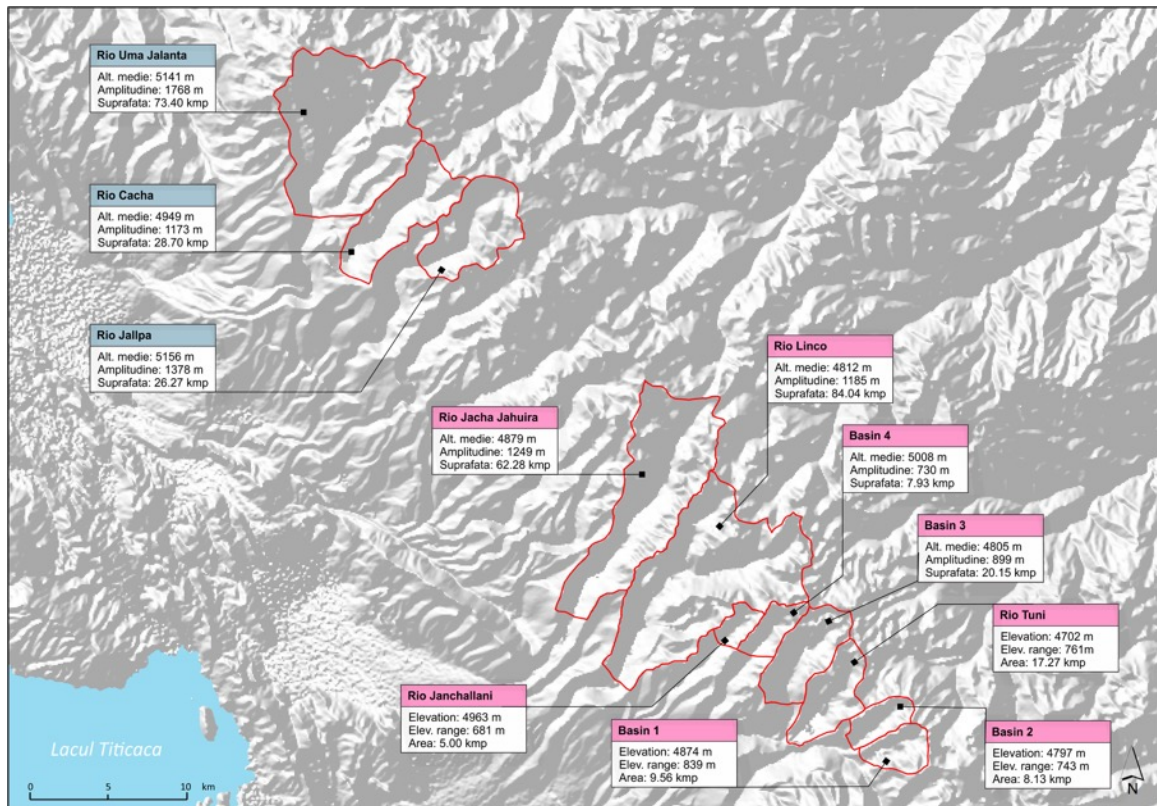 Rio Uma Jalanta
Alt. medie: 5141 m
Amplitudine: 1768 m
Suprafata: 73.40 kmp
Rio Cacha
Alt. medie: 4949 m
Amplitudine: 1173 m
Suprafata: 28.70 kmp
Rio Jallpa
Alt. medie: 5156 m
Amplitudine: 1378 m
Suprafata: 26.27 kmp
Rio Linco
Alt. medie: 4812 m
Amplitudine: 1185 m
Suprafata: 84.04 kmp
Rio Jacha Jahuira
Alt. medie: 4879 m
Amplitudine: 1249 m
Suprafata: 62.28 kmp
Basin 4
Alt. medie: 5008 m
Amplitudine: 730 m
Suprafata: 7.93 kmp
Basin 3
Alt. medie: 4805 m
Amplitudine: 899 m
Suprafata: 20.15 kmp
Rio Tuni
Elevation: 4702 m
Elev. range: 761m
Area: 17.27 kmp
Rio Janchallani
Elevation: 4963 m
Elev. range: 681 m
Area: 5.00 kmp
Basin 1
Elevation: 4874 m
Elev. range: 839 m
Area: 9.56 kmp
Basin 2
Elevation: 4797 m
Elev. range: 743 m
Area: 8.13 kmp
Lacul Titicaca
0 5 10 km
N